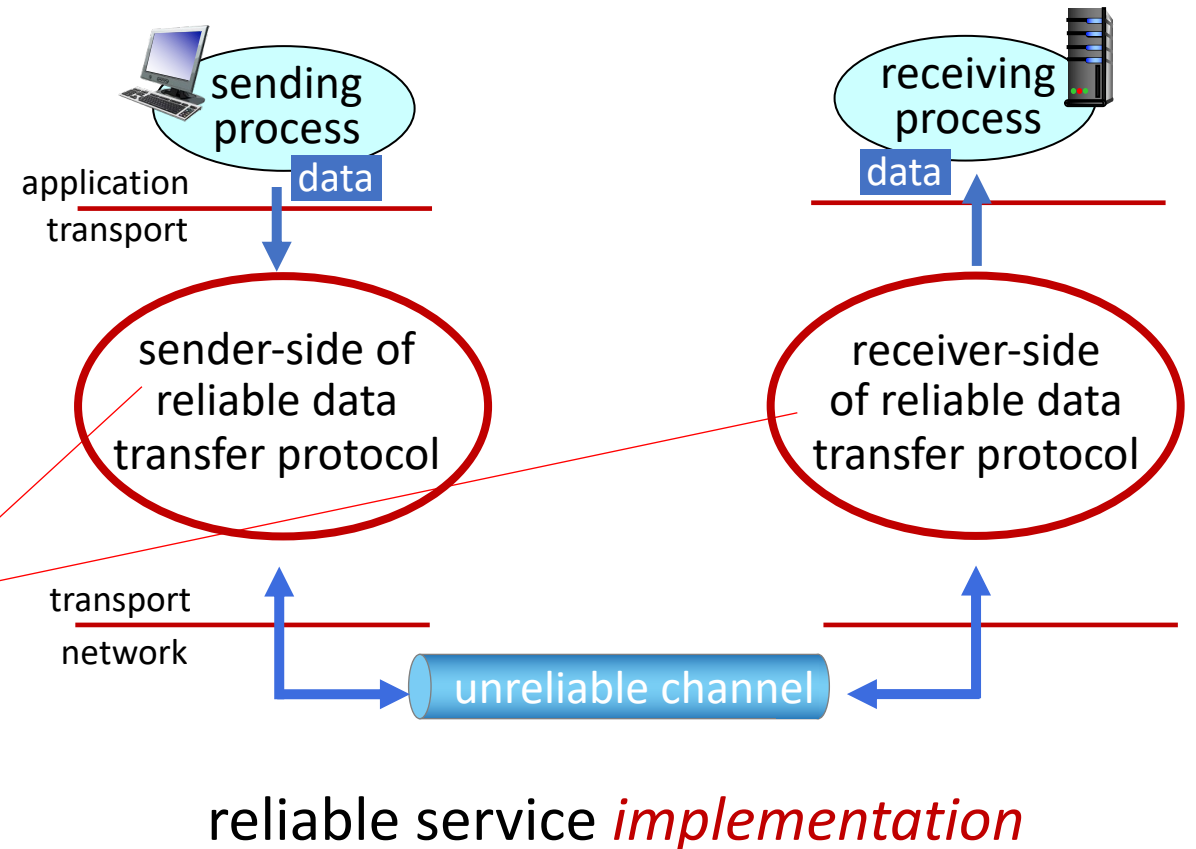 sending
process
data
application
transport
receiving
process
data
sender-side of
reliable data
transfer protocol
receiver-side
of reliable data
transfer protocol
transport
network
unreliable channel
reliable service implementation